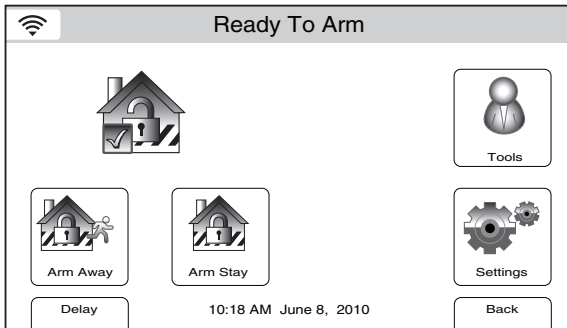 Ready To Arm
Tools
Arm Away
Arm Stay
Settings
Delay
10:18 AM June 8, 2010
Back